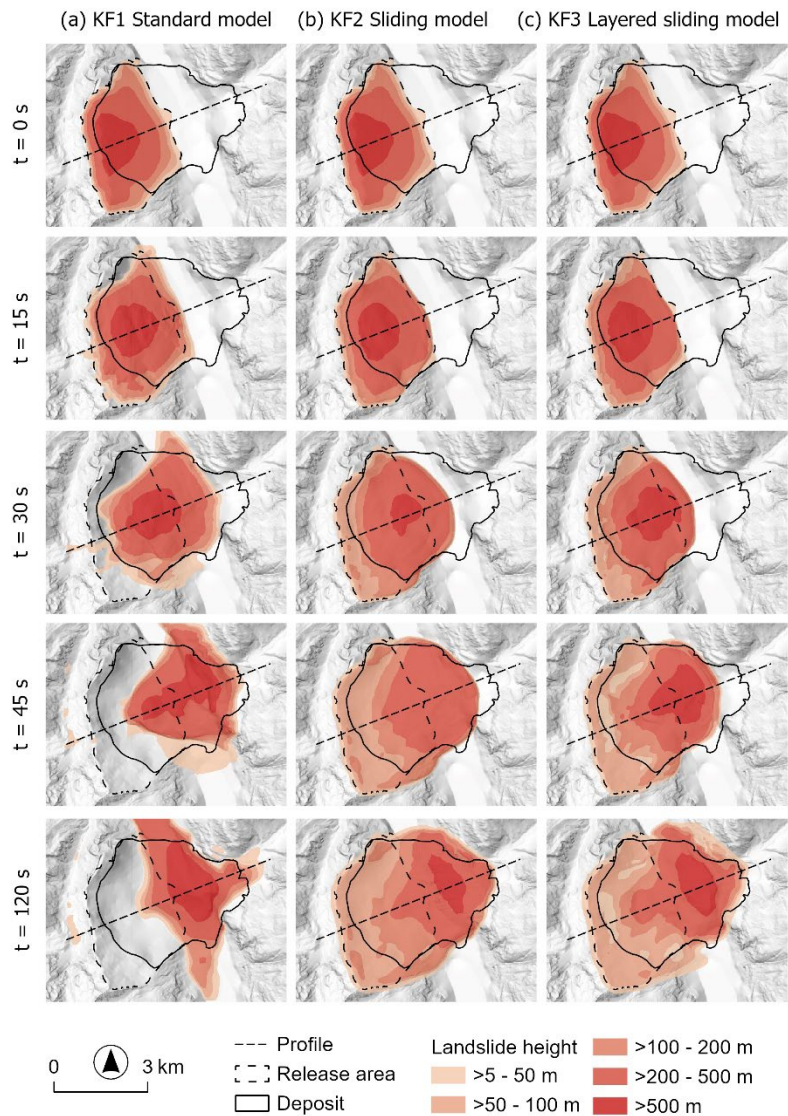 (a) KF1 Standard model (b) KF2 Sliding model (c) KF3 Layered sliding model
t = 0 s
t = 15 s
t = 30 s
t = 45 s
t = 120 s
0 3 km
Profile
Release area
Deposit
Landslide height
>5 - 50 m
>50 - 100 m
>100 - 200 m
>200 - 500 m
>500 m